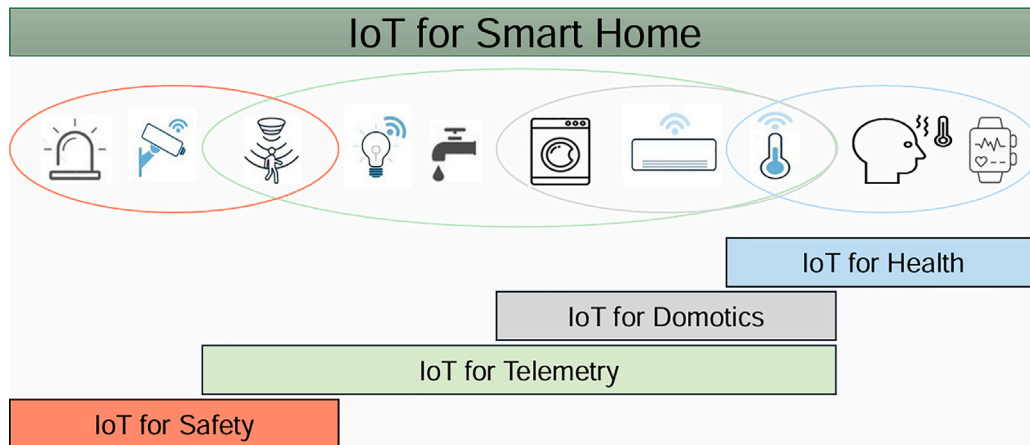 IoT for Smart Home
IoT for Health
IoT for Domotics
IoT for Telemetry
IoT for Safety